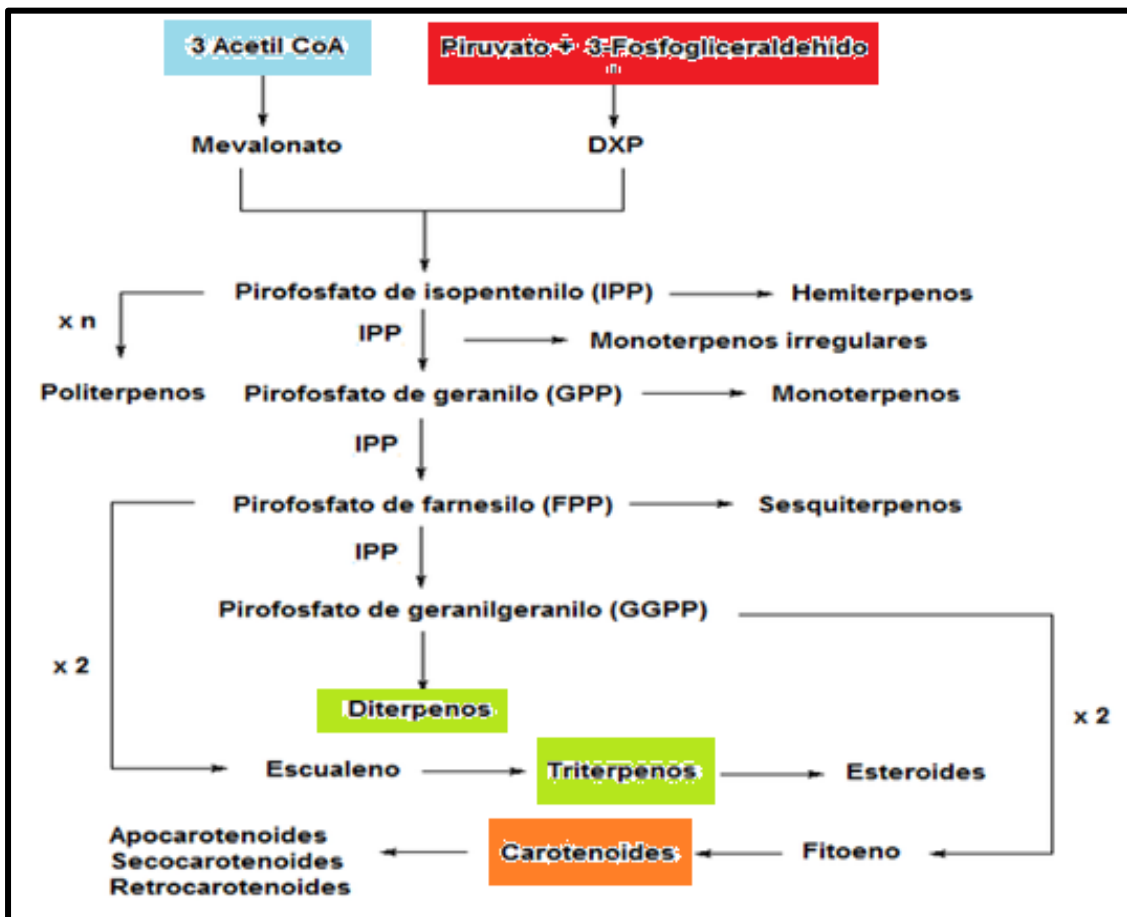 3 Acetil CoA
Piruvato + 3-Fosfogliceraldehido
Mevalonato
DXP
Pirofosfato de isopentenilo (IPP)
Hemiterpenos
x n
IPP
Monoterpenos irregulares
Politerpenos
Pirofosfato de geranilo (GPP)
Monoterpenos
IPP
Pirofosfato de farnesilo (FPP)
Sesquiterpenos
IPP
Pirofosfato de geranilgeranilo (GGPP)
x 2
Diterpenos
x 2
Escualeno
Triterpenos
Esteroides
Apocarotenoides
Secocarotenoides
Retrocarotenoides
Carotenoides
Fitoeno